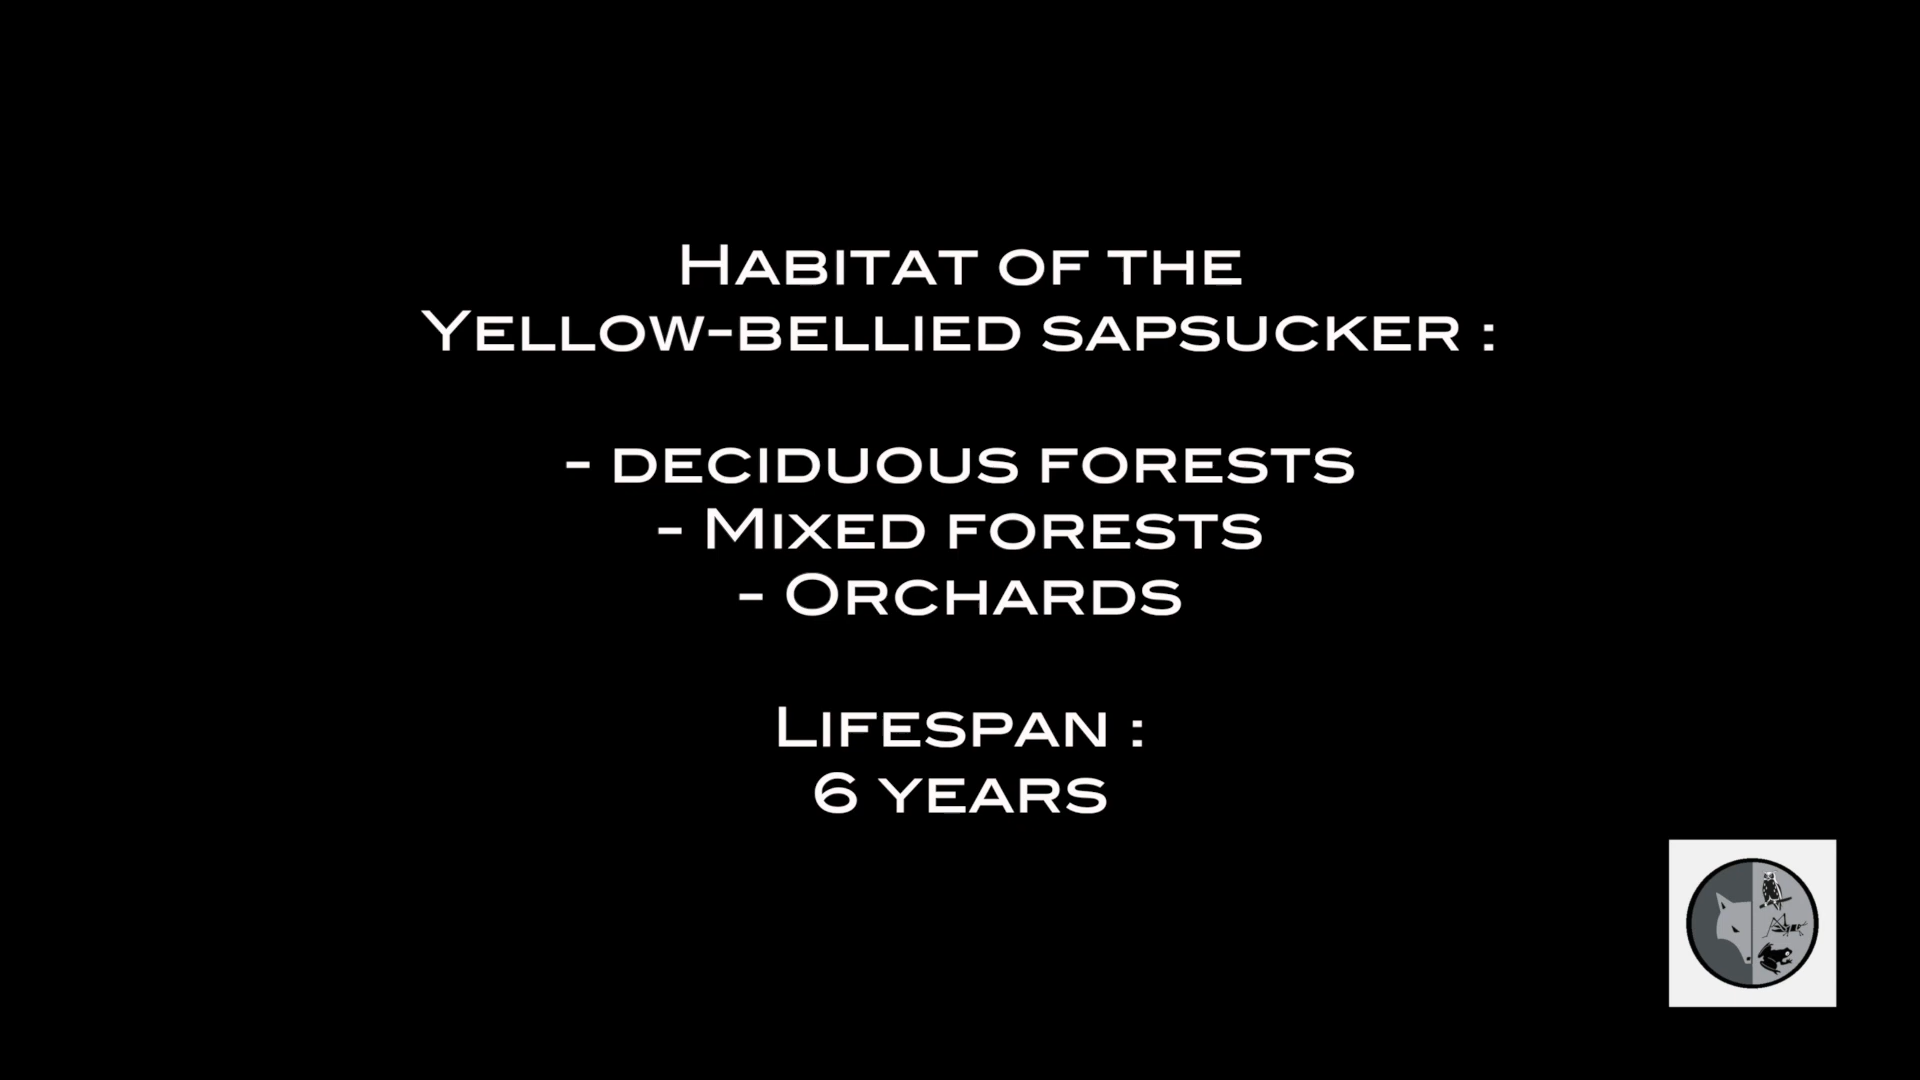 Habitat of the
Yellow-bellied sapsucker :
- deciduous forests
- Mixed forests
- Orchards
Lifespan :
6 years